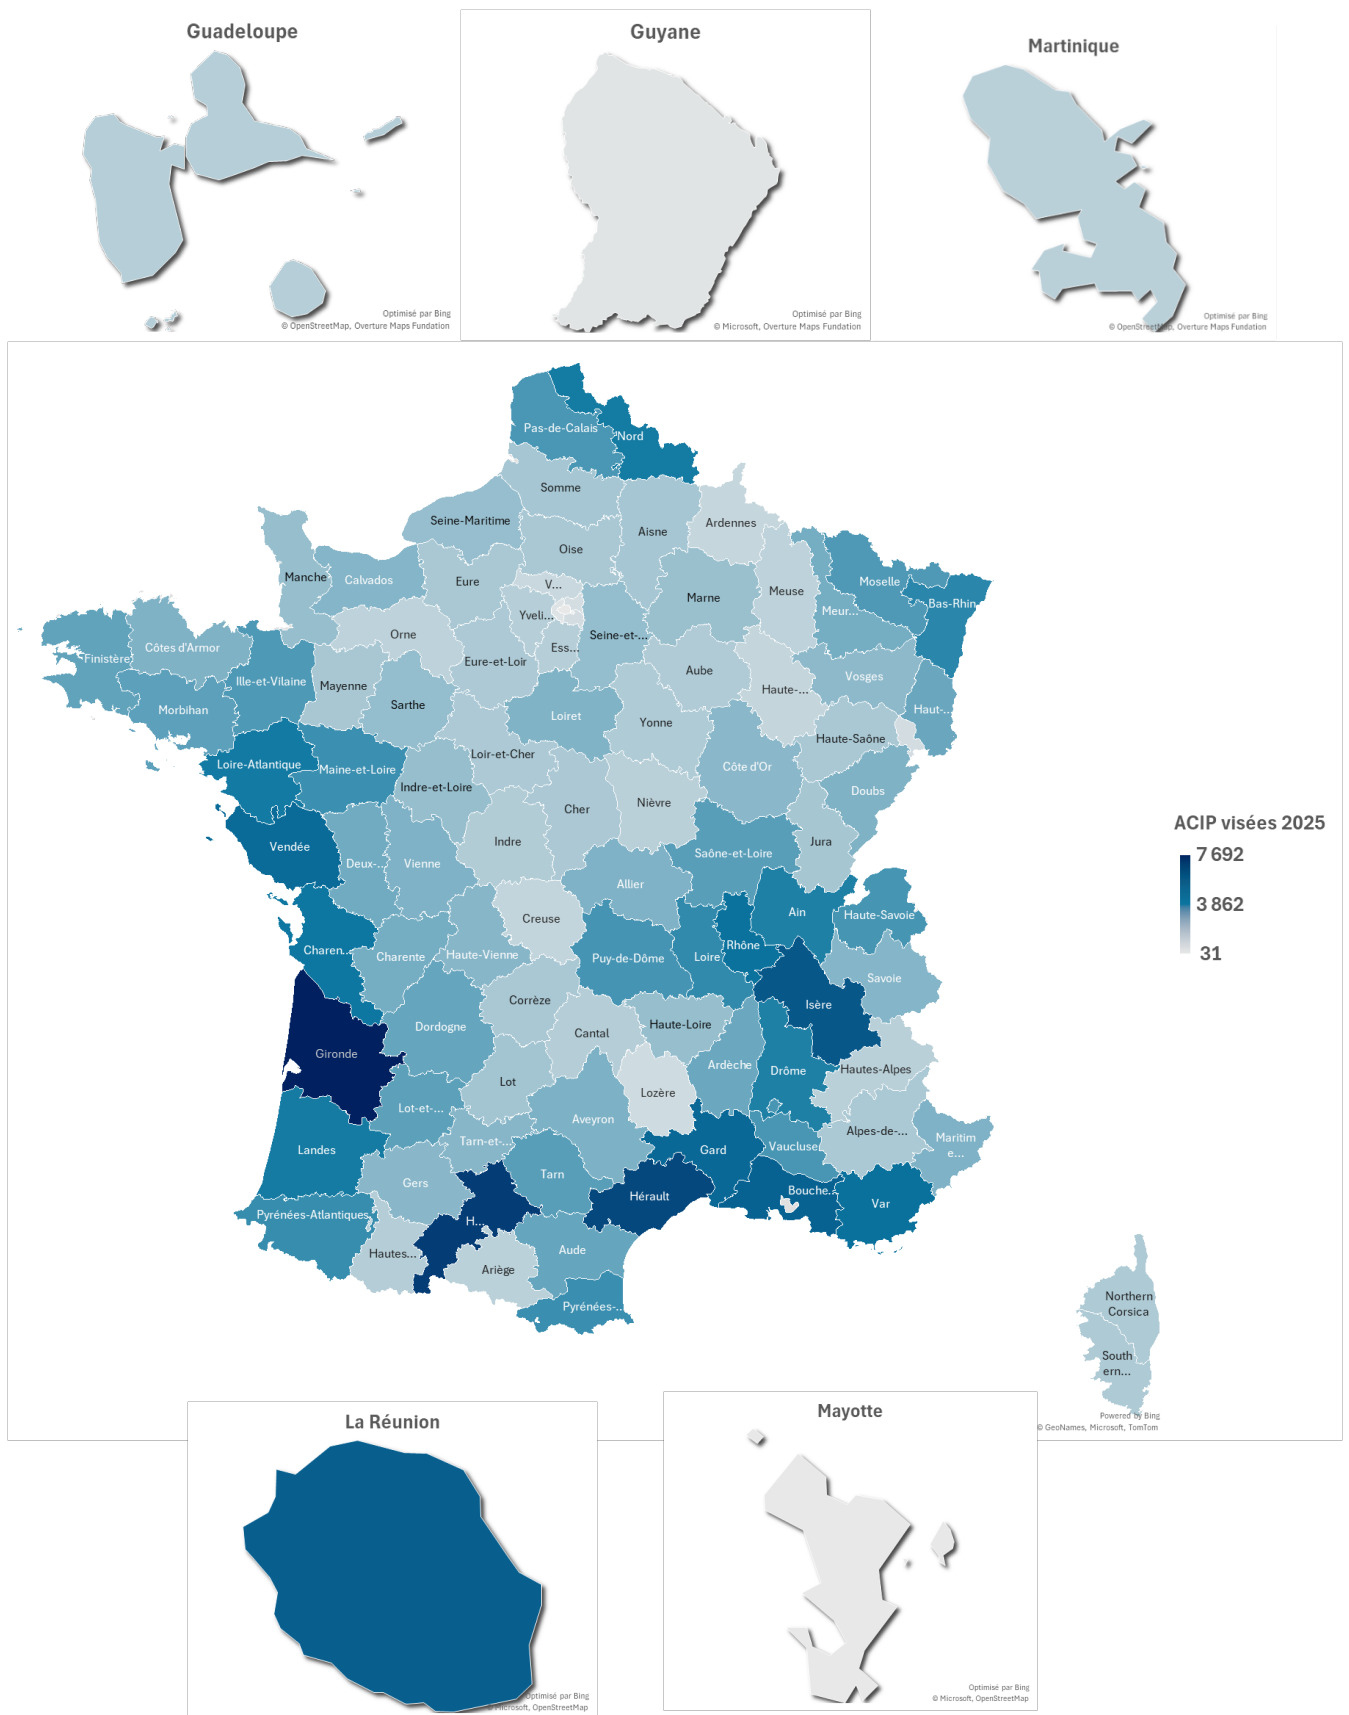 Guadeloupe
Optimisé par Bing
© OpenStreetMap, Overture Maps Fundation
Guyane
Optimisé par Bing
© Microsoft, Overture Maps Fundation
Martinique
Optimisé par Bing
© OpenStreetMap, Overture Maps Fundation
Pas-de-Calais
Nord
Somme
Seine-Maritime
Ardennes
Aisne
Oise
Manche
Calvados
Eure
V...
Moselle
Meuse
Marne
Bas-Rhin
Meur...
Yveli...
Orne
Seine-et-...
Côtes d'Armor
Ess...
Finistère
Eure-et-Loir
Aube
Vosges
Ille-et-Vilaine
Mayenne
Haute-...
Sarthe
Morbihan
Loiret
Haut-...
Yonne
Haute-Saône
Loir-et-Cher
Loire-Atlantique
Maine-et-Loire
Côte d'Or
Indre-et-Loire
Doubs
Nièvre
Cher
Indre
Jura
Vendée
Saône-et-Loire
Deux-...
Vienne
Allier
Ain
Haute-Savoie
Creuse
Rhône
Charen...
Haute-Vienne
Charente
Puy-de-Dôme
Loire
Savoie
Corrèze
Isère
Haute-Loire
Dordogne
Cantal
Gironde
Ardèche
Drôme
Hautes-Alpes
Lot
Lozère
Lot-et-...
Aveyron
Alpes-de-...
Tarn-et-...
Maritim
e...
Landes
Gard
Vaucluse
Tarn
Gers
Bouche...
Hérault
Var
Pyrénées-Atlantiques
H...
Hautes...
Aude
Ariège
Pyrénées-...
Northern
Corsica
South
ern...
Powered by Bing
© GeoNames, Microsoft, TomTom
ACIP visées 2025
7 692
3 862
31
La Réunion
Optimisé par Bing
© Microsoft, OpenStreetMap
Mayotte
Optimisé par Bing
© Microsoft, OpenStreetMap